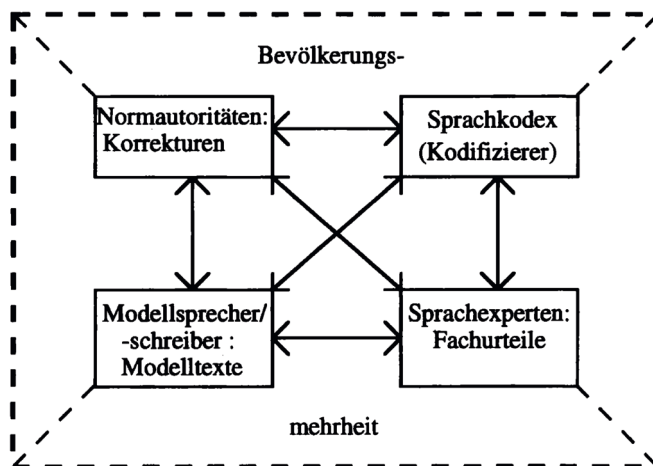 Bevölkerungs-
Normautoritäten:
Korrekturen
Sprachkodex
(Kodifizierer)
Modellsprecher/
-schreiber :
Modelltexte
Sprachexperten:
Fachurteile
mehrheit